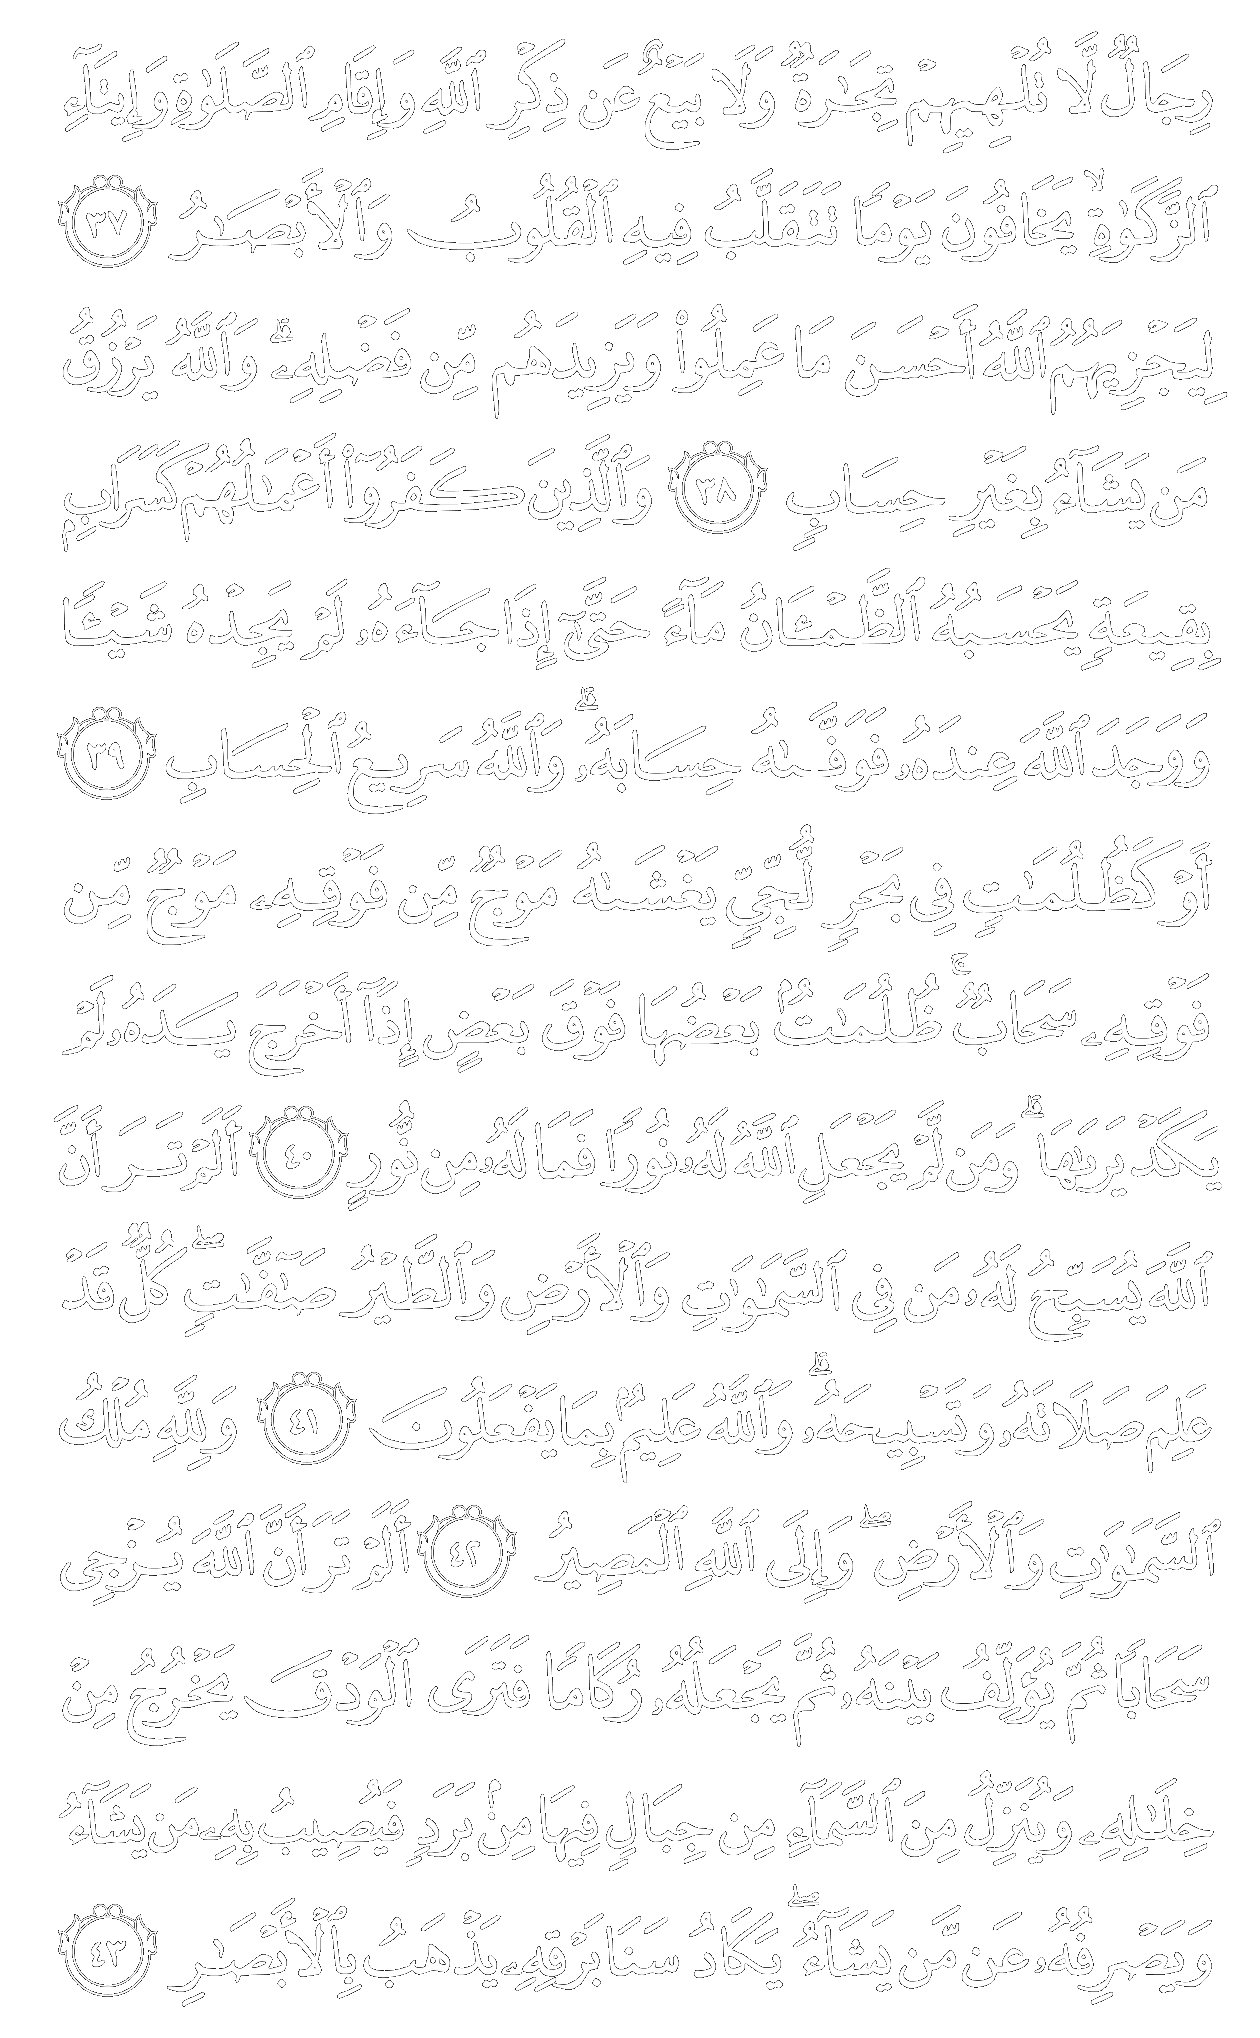 رِجَالٌ لَّا تُلْهِيهِمْ تِجَٰرَةٌ وَلَا بَيْعٌ عَن ذِكْرِ ٱللَّهِ وَإِقَامِ ٱلصَّلَوٰةِ وَإِيتَآءِ
ٱلزَّكَوٰةِ ۙ يَخَافُونَ يَوْمًا تَتَقَلَّبُ فِيهِ ٱلْقُلُوبُ وَٱلْأَبْصَٰرُ ٣٧
لِيَجْزِيَهُمُ ٱللَّهُ أَحْسَنَ مَا عَمِلُوا۟ وَيَزِيدَهُم مِّن فَضْلِهِۦ ۗ وَٱللَّهُ يَرْزُقُ
مَن يَشَآءُ بِغَيْرِ حِسَابٍ ٣٨ وَٱلَّذِينَ كَفَرُوٓا۟ أَعْمَٰلُهُمْ كَسَرَابٍۭ
بِقِيعَةٍ يَحْسَبُهُ ٱلظَّمْـَٔانُ مَآءً حَتَّىٰٓ إِذَا جَآءَهُۥ لَمْ يَجِدْهُ شَيْـًٔا
وَوَجَدَ ٱللَّهَ عِندَهُۥ فَوَفَّىٰهُ حِسَابَهُۥ ۗ وَٱللَّهُ سَرِيعُ ٱلْحِسَابِ ٣٩
أَوْ كَظُلُمَٰتٍ فِى بَحْرٍ لُّجِّىٍّ يَغْشَىٰهُ مَوْجٌ مِّن فَوْقِهِۦ مَوْجٌ مِّن
فَوْقِهِۦ سَحَابٌ ۚ ظُلُمَٰتٌۢ بَعْضُهَا فَوْقَ بَعْضٍ إِذَآ أَخْرَجَ يَدَهُۥ لَمْ
يَكَدْ يَرَىٰهَا ۗ وَمَن لَّمْ يَجْعَلِ ٱللَّهُ لَهُۥ نُورًا فَمَا لَهُۥ مِن نُّورٍ ٤٠ أَلَمْ تَرَ أَنَّ
ٱللَّهَ يُسَبِّحُ لَهُۥ مَن فِى ٱلسَّمَٰوَٰتِ وَٱلْأَرْضِ وَٱلطَّيْرُ صَٰٓفَّٰتٍ ۖ كُلٌّ قَدْ
عَلِمَ صَلَاتَهُۥ وَتَسْبِيحَهُۥ ۗ وَٱللَّهُ عَلِيمٌۢ بِمَا يَفْعَلُونَ ٤١ وَلِلَّهِ مُلْكُ
ٱلسَّمَٰوَٰتِ وَٱلْأَرْضِ ۖ وَإِلَى ٱللَّهِ ٱلْمَصِيرُ ٤٢ أَلَمْ تَرَ أَنَّ ٱللَّهَ يُزْجِى
سَحَابًا ثُمَّ يُؤَلِّفُ بَيْنَهُۥ ثُمَّ يَجْعَلُهُۥ رُكَامًا فَتَرَى ٱلْوَدْقَ يَخْرُجُ مِنْ
خِلَٰلِهِۦ وَيُنَزِّلُ مِنَ ٱلسَّمَآءِ مِن جِبَالٍ فِيهَا مِنۢ بَرَدٍ فَيُصِيبُ بِهِۦ مَن يَشَآءُ
وَيَصْرِفُهُۥ عَن مَّن يَشَآءُ ۖ يَكَادُ سَنَا بَرْقِهِۦ يَذْهَبُ بِٱلْأَبْصَٰرِ ٤٣